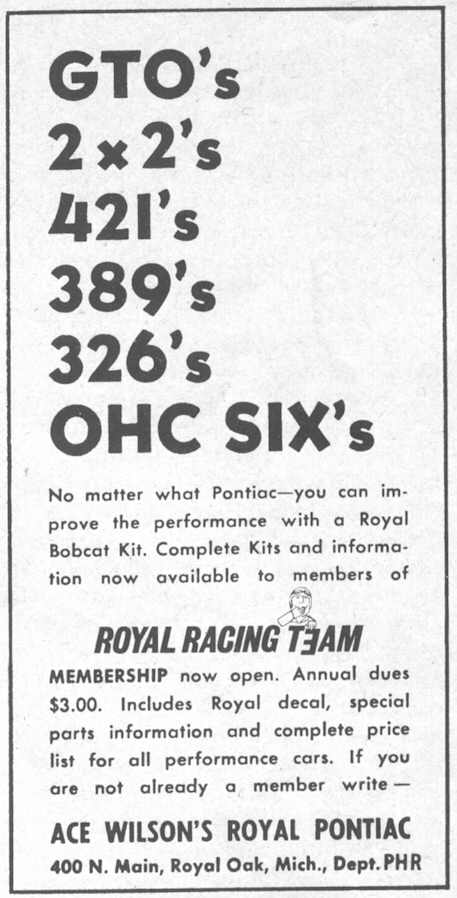 GTO's
2 x 2's
421's
389's
326's
OHC SIX's
No matter what Pontiac—you can im-
prove the performance with a Royal
Bobcat Kit. Complete Kits and informa-
tion now available to members of
ROYAL RACING TEAM
MEMBERSHIP now open. Annual dues
$3.00. Includes Royal decal, special
parts information and complete price
list for all performance cars. If you
are not already a member write—
ACE WILSON'S ROYAL PONTIAC
400 N. Main, Royal Oak, Mich., Dept. PHR